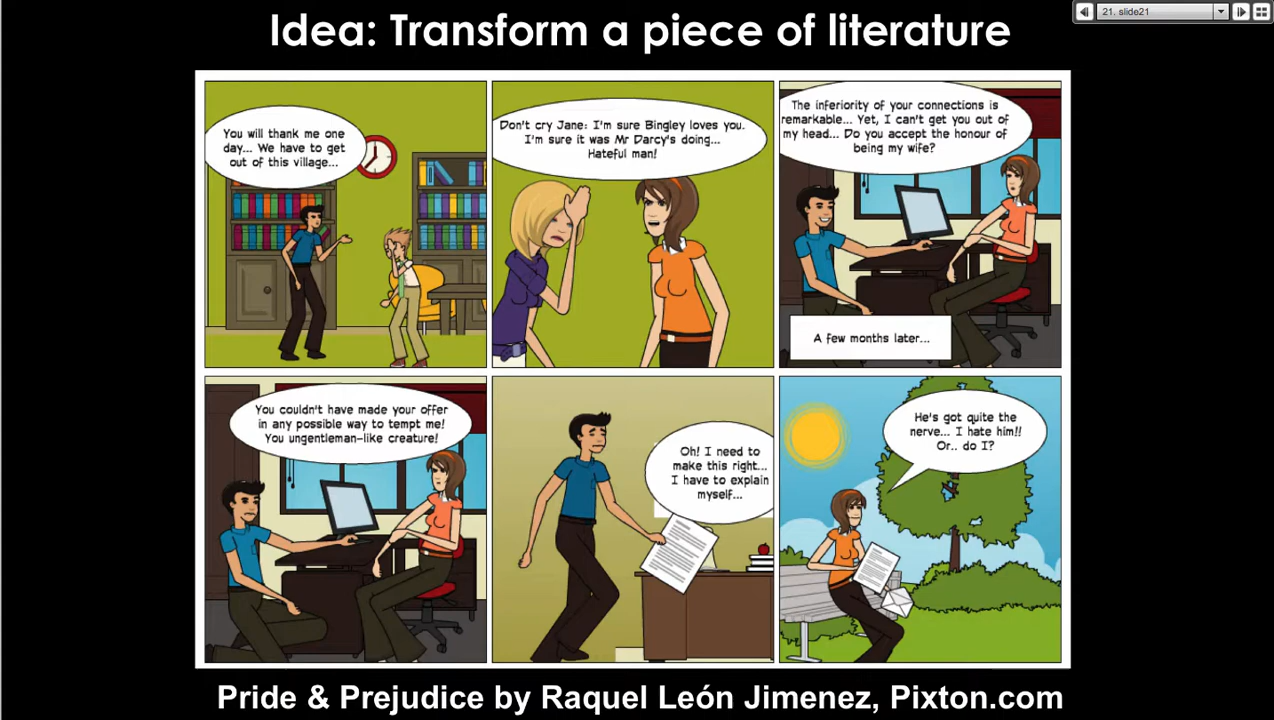 21. slide21
Idea: Transform a piece of literature
You will thank me one
day... We have to get
out of this village...
Don't cry Jane: I'm sure Bingley loves you.
I'm sure it was Mr Darcy's doing...
Hateful man!
The inferiority of your connections is
remarkable... Yet, I can't get you out of
my head... Do you accept the honour of
being my wife?
A few months later...
You couldn't have made your offer
in any possible way to tempt me!
You ungentleman-like creature!
Oh! I need to
make this right...
I have to explain
myself...
He's got quite the
nerve... I hate him!!
Or.. do I?
Pride & Prejudice by Raquel León Jimenez, Pixton.com